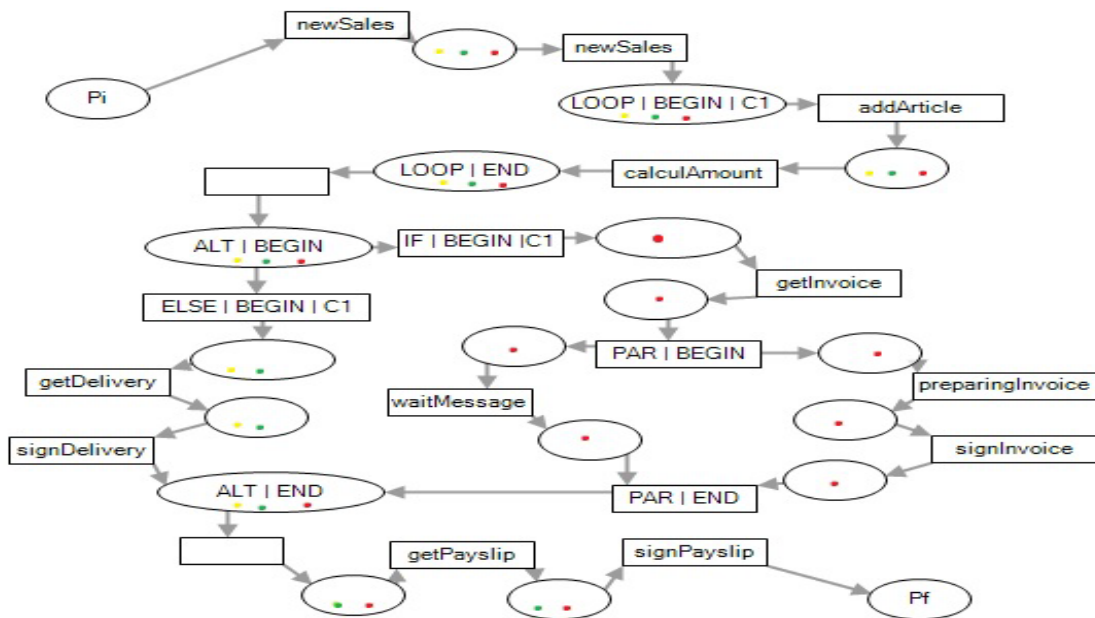 newSales
newSales
Pi
LOOP | BEGIN | C1
addArticle
LOOP | END
calculAmount
ALT | BEGIN
IF | BEGIN |C1
getInvoice
ELSE | BEGIN | C1
PAR | BEGIN
getDelivery
preparingInvoice
waitMessage
signDelivery
signInvoice
ALT | END
PAR | END
getPayslip
signPayslip
Pf